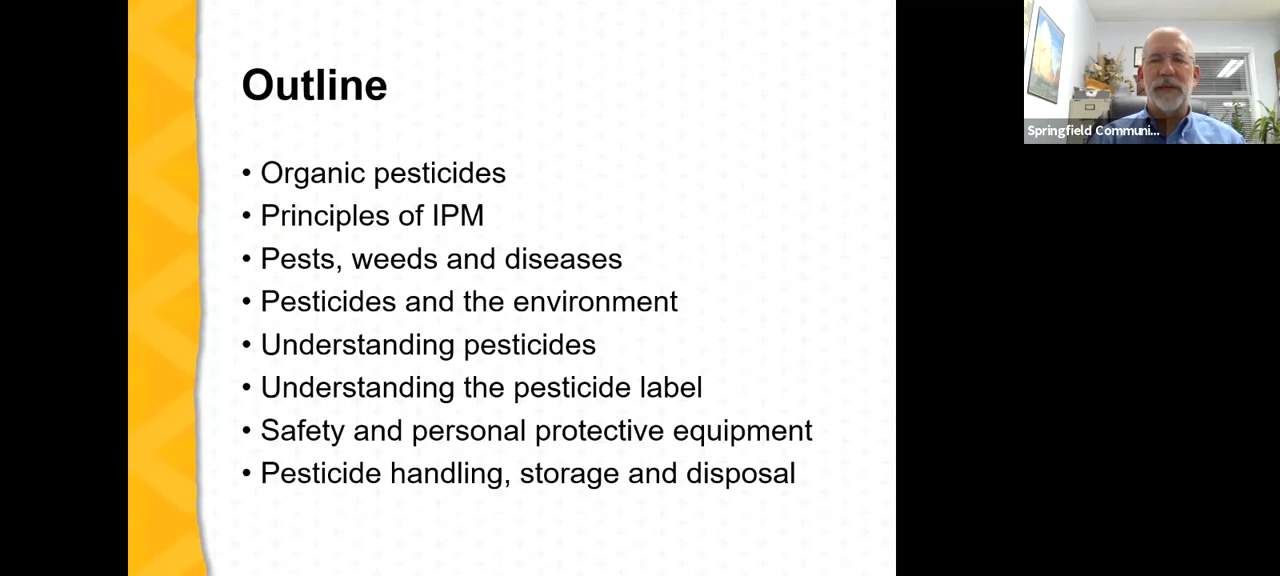 Outline
• Organic pesticides
• Principles of IPM
• Pests, weeds and diseases
• Pesticides and the environment
• Understanding pesticides
• Understanding the pesticide label
• Safety and personal protective equipment
• Pesticide handling, storage and disposal
Springfield Communi...